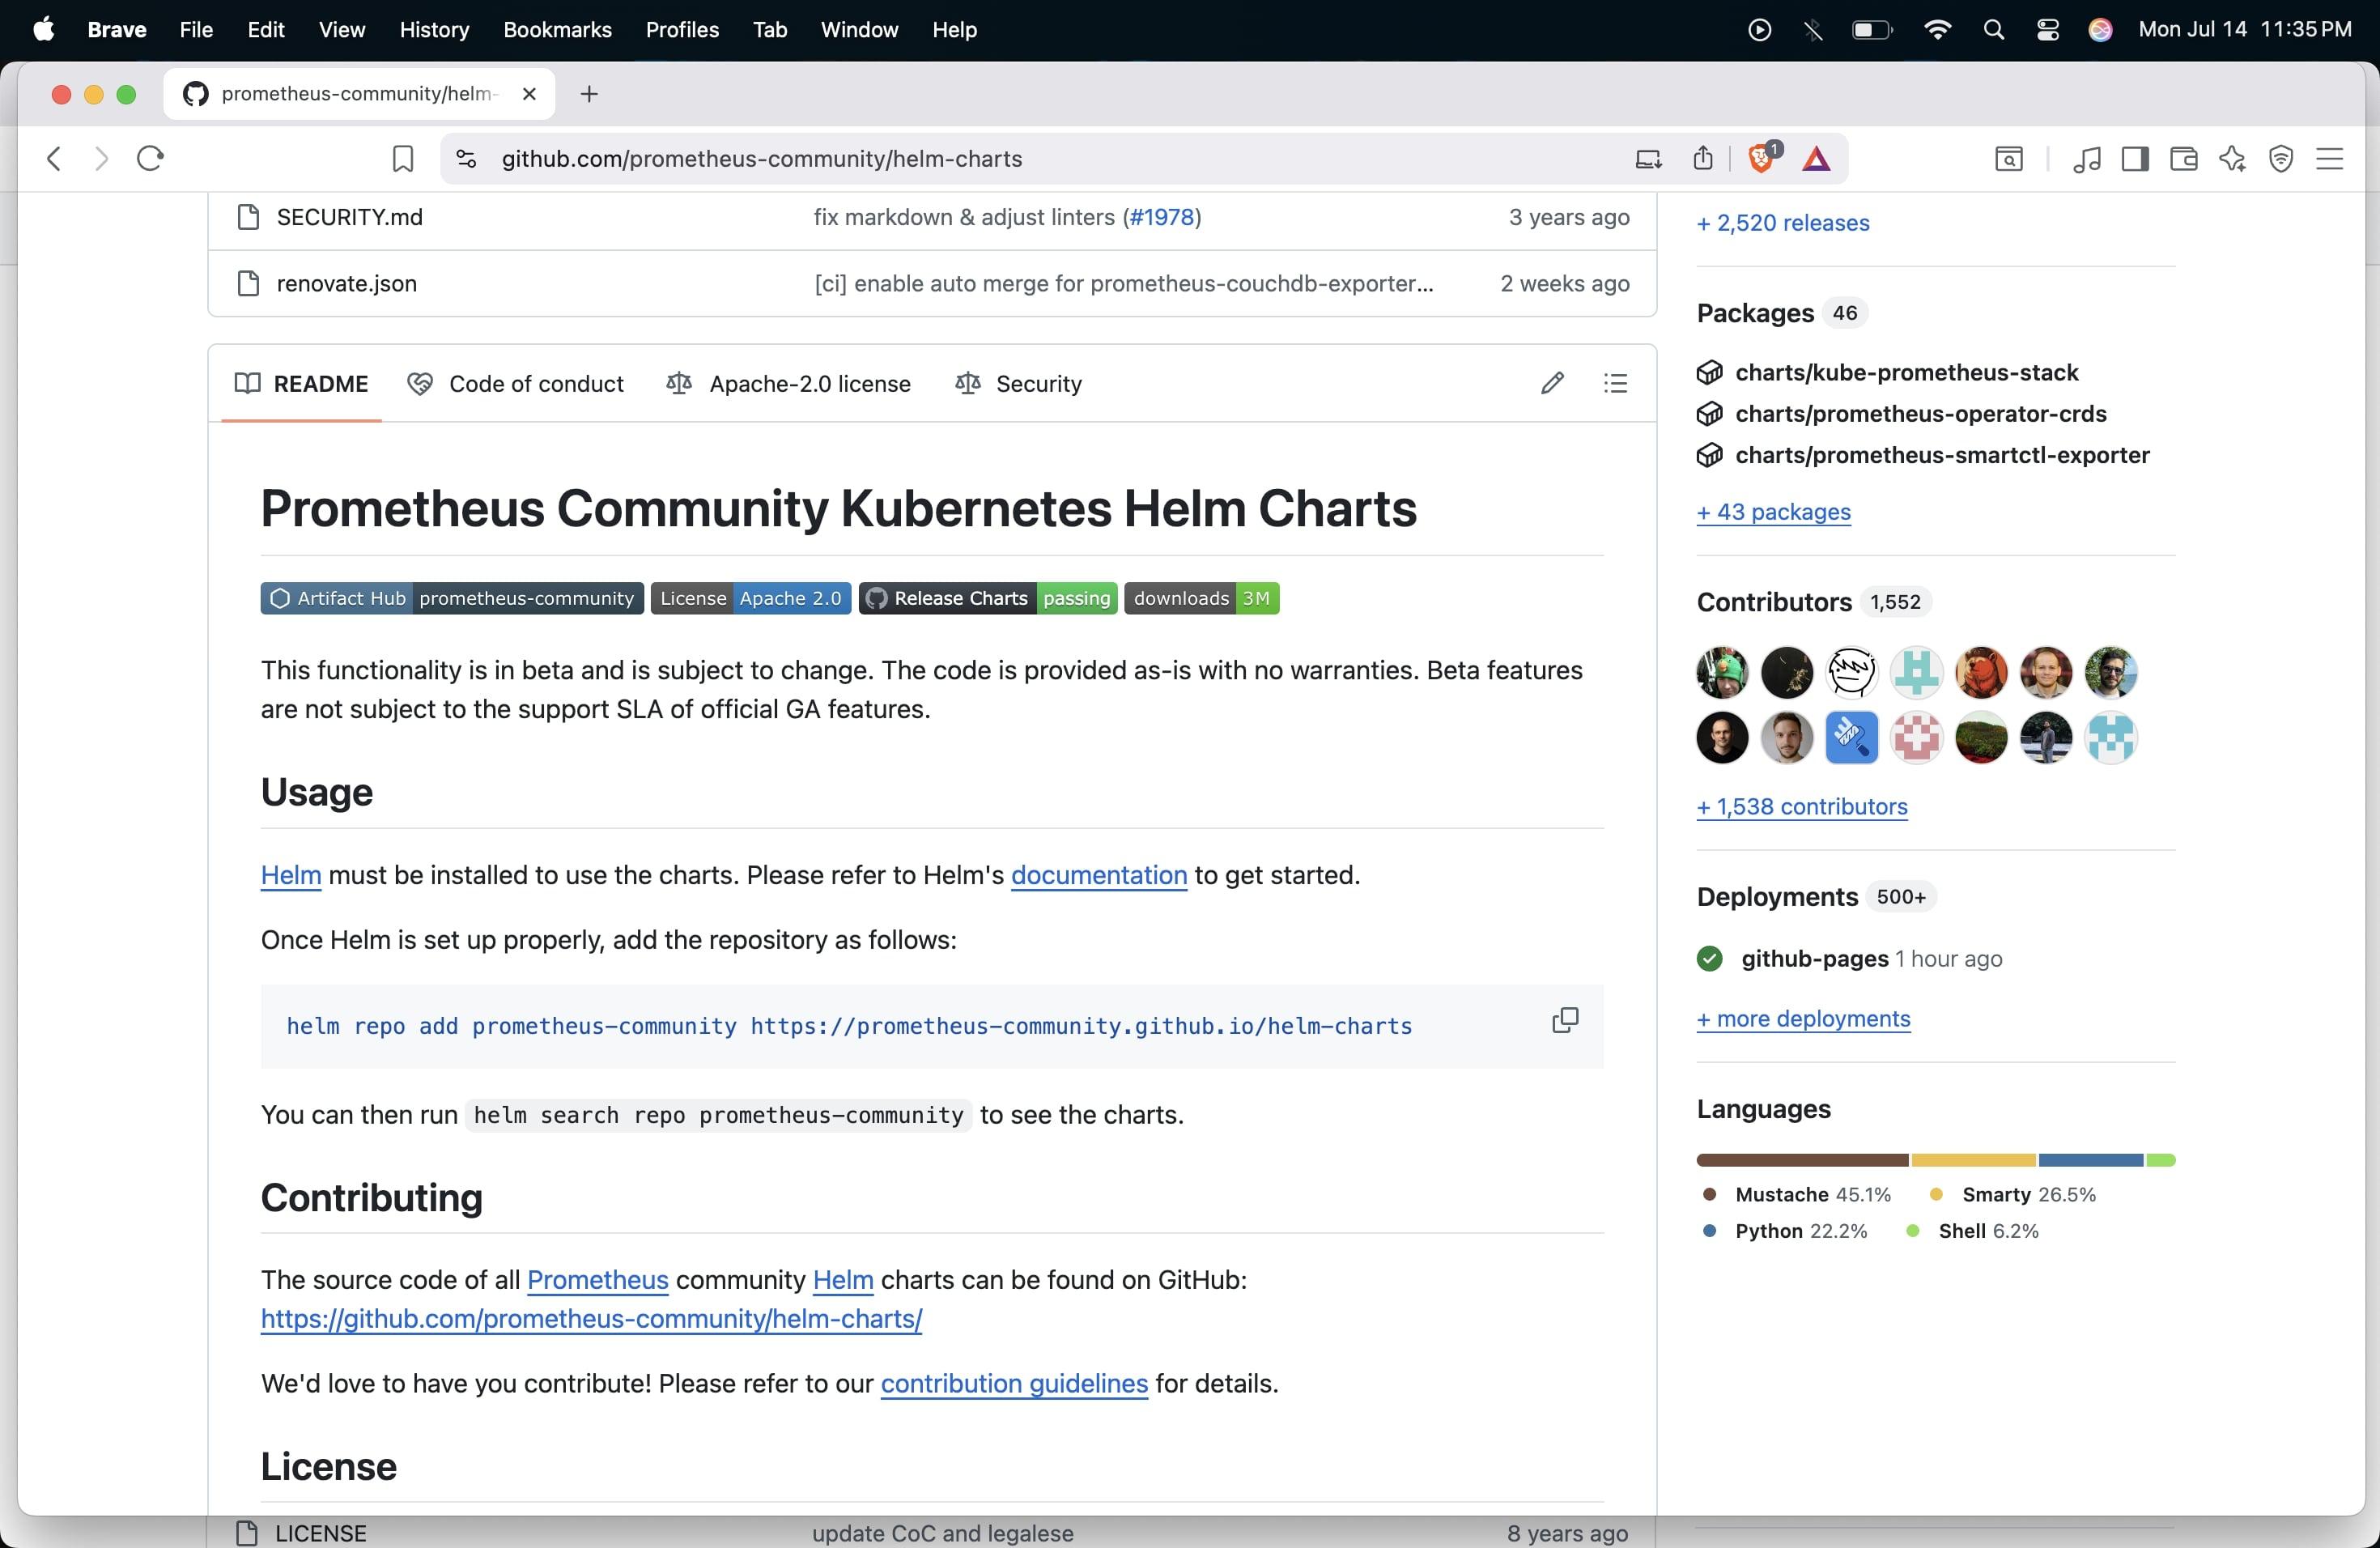 Brave File Edit View History Bookmarks Profiles Tab Window Help Mon Jul 14 11:35 PM
prometheus-community/helm-
github.com/prometheus-community/helm-charts 1
SECURITY.md fix markdown & adjust linters (#1978) 3 years ago
renovate.json [ci] enable auto merge for prometheus-couchdb-exporter... 2 weeks ago
README Code of conduct Apache-2.0 license Security
Prometheus Community Kubernetes Helm Charts
Artifact Hub prometheus-community License Apache 2.0 Release Charts passing downloads 3M
This functionality is in beta and is subject to change. The code is provided as-is with no warranties. Beta features
are not subject to the support SLA of official GA features.
Usage
Helm must be installed to use the charts. Please refer to Helm's documentation to get started.
Once Helm is set up properly, add the repository as follows:
helm repo add prometheus-community https://prometheus-community.github.io/helm-charts
You can then run helm search repo prometheus-community to see the charts.
Contributing
The source code of all Prometheus community Helm charts can be found on GitHub:
https://github.com/prometheus-community/helm-charts/
We'd love to have you contribute! Please refer to our contribution guidelines for details.
License
LICENSE update CoC and legalese 8 years ago
+ 2,520 releases
Packages 46
charts/kube-prometheus-stack
charts/prometheus-operator-crds
charts/prometheus-smartctl-exporter
+ 43 packages
Contributors 1,552
+ 1,538 contributors
Deployments 500+
github-pages 1 hour ago
+ more deployments
Languages
Mustache 45.1% Smarty 26.5%
Python 22.2% Shell 6.2%